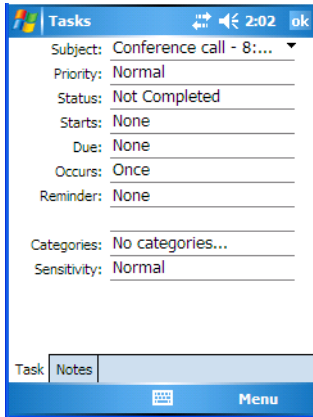 Tasks 2:02 ok
Subject: Conference call - 8:...
Priority: Normal
Status: Not Completed
Starts: None
Due: None
Occurs: Once
Reminder: None
Categories: No categories...
Sensitivity: Normal
Task Notes
Menu